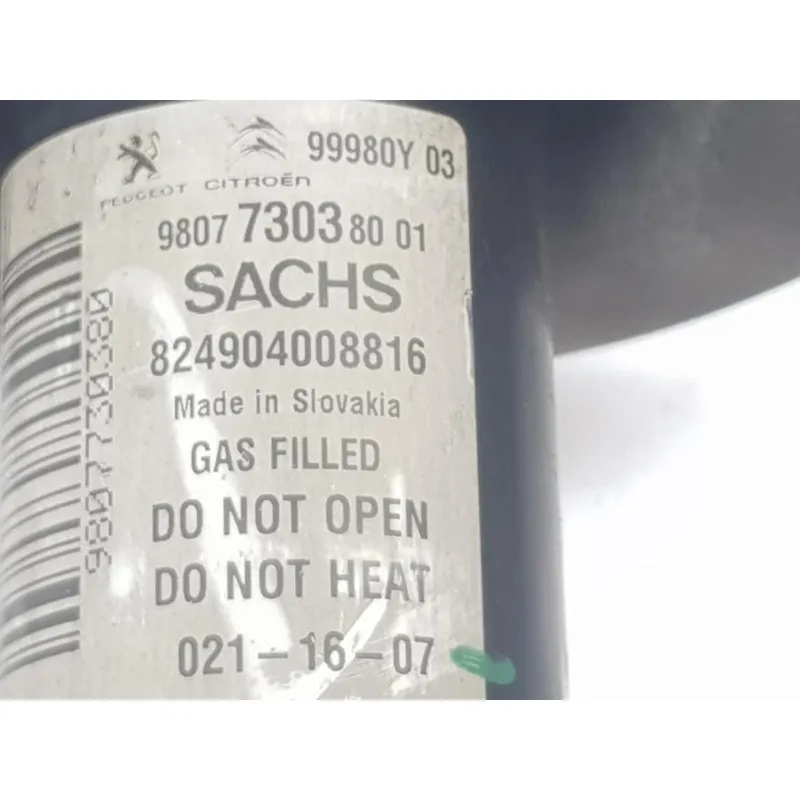 99980Y 03
PEUGEOT CITROËN
9807 7303 80 01
SACHS
824904008816
Made in Slovakia
GAS FILLED
DO NOT OPEN
DO NOT HEAT
021-16-07
9807730380